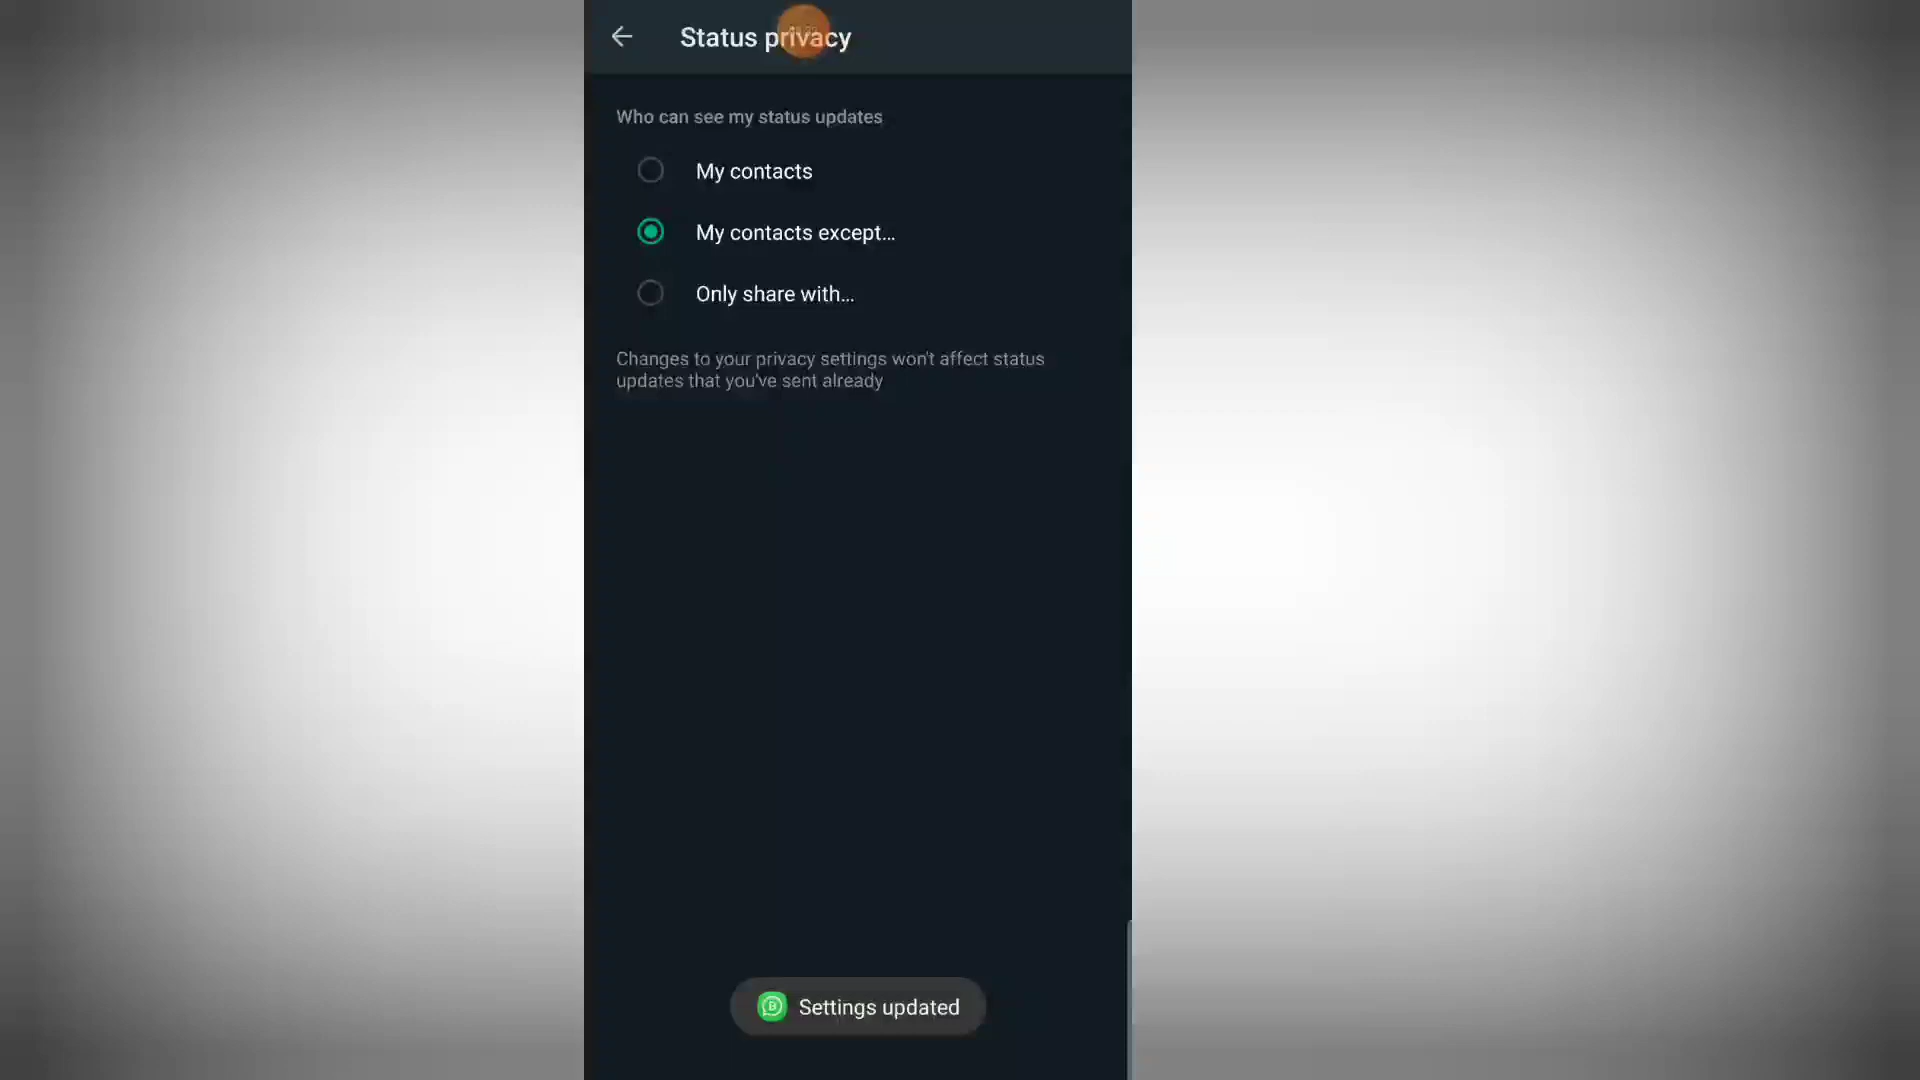 Status privacy
Who can see my status updates
My contacts
My contacts except...
Only share with...
Changes to your privacy settings won't affect status
updates that you've sent already
Settings updated